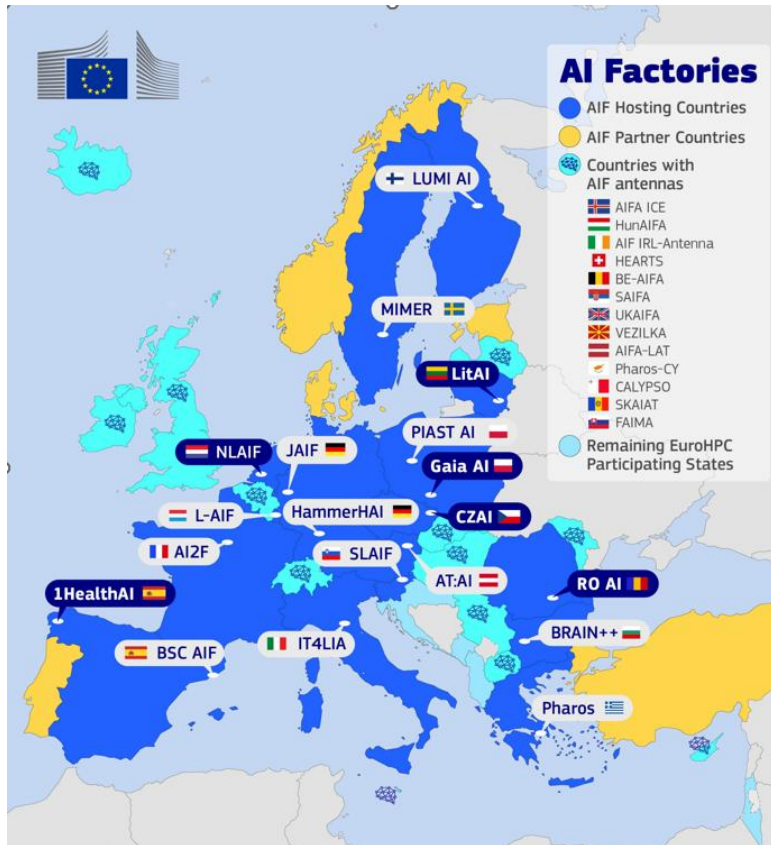 AI Factories
AIF Hosting Countries
AIF Partner Countries
Countries with
AIF antennas
AIFA ICE
HunAIFA
AIF IRL-Antenna
HEARTS
BE-AIFA
SAIFA
UKAIFA
VEZILKA
AIFA-LAT
Pharos-CY
CALYPSO
SKAIAT
FAIMA
Remaining EuroHPC
Participating States
LUMI AI
MIMER
LitAI
PIAST AI
JAIF
NLAIF
Gaia AI
L-AIF
HammerHAI
CZAI
AI2F
SLAIF
AT:AI
RO AI
1HealthAI
BRAIN++
IT4LIA
BSC AIF
Pharos